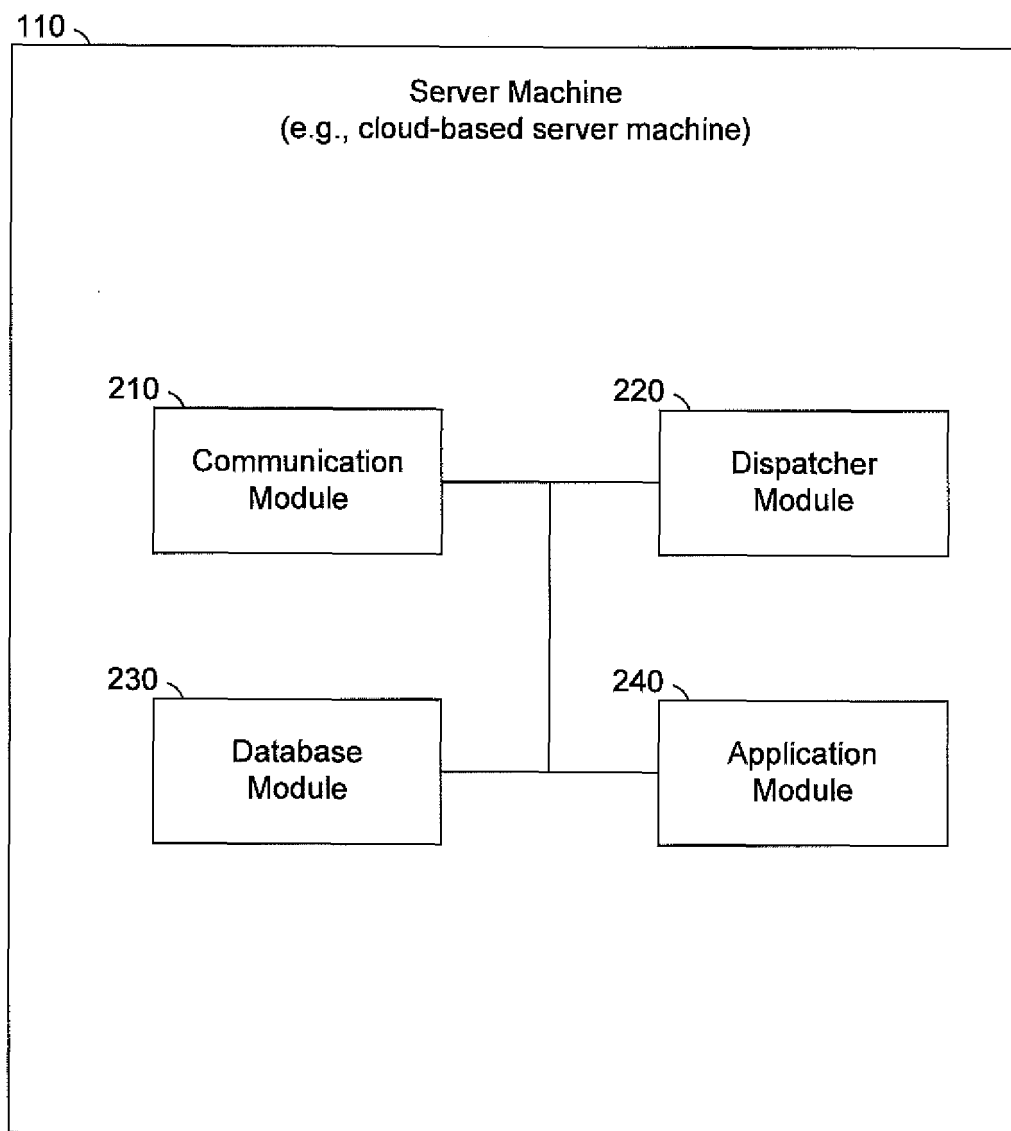 110
Server Machine
(e.g., cloud-based server machine)
210
220
Communication
Module
Dispatcher
Module
230
240
Database
Module
Application
Module